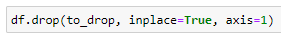 df.drop(to_drop, inplace=True, axis=1)